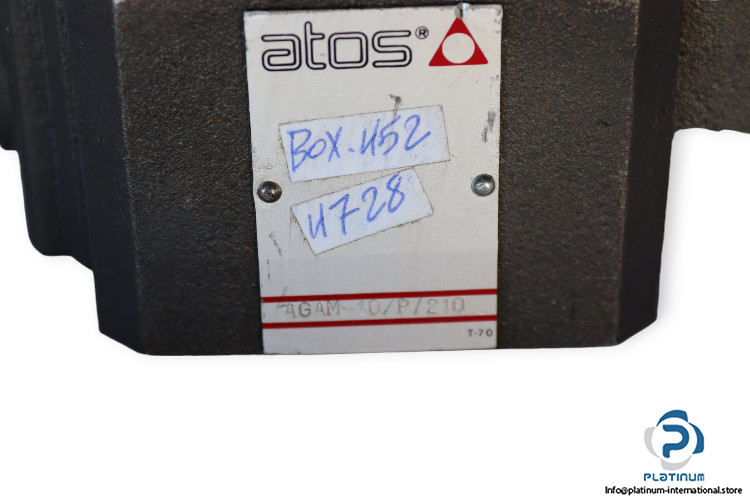 atos®
BOX.452
4728
AGAM-10/P/210
T-70
PLATINUM
Info@platinum-international.store